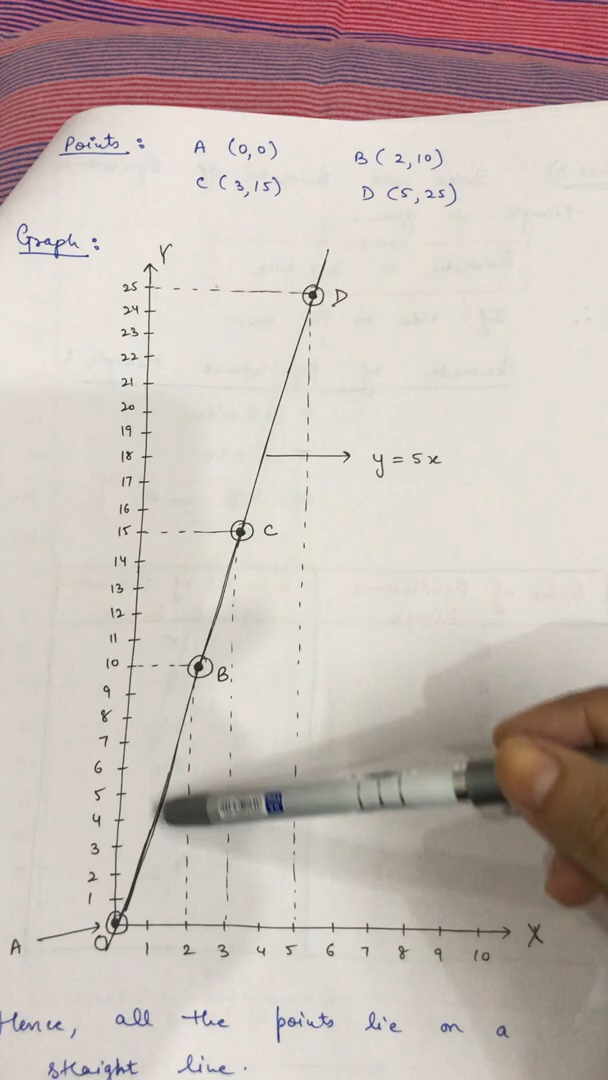 Points : A (0,0) B (2,10)
C (3,15) D (5,25)
Graph :
Y
25
D
24
23
22
21
20
19
18 y = 5x
17
16
15 C
14
13
12
11
10 B
9
8
7
6
5
4
3
2
1
A O 1 2 3 4 5 6 7 8 9 10 X
Hence, all the points lie on a
straight line.